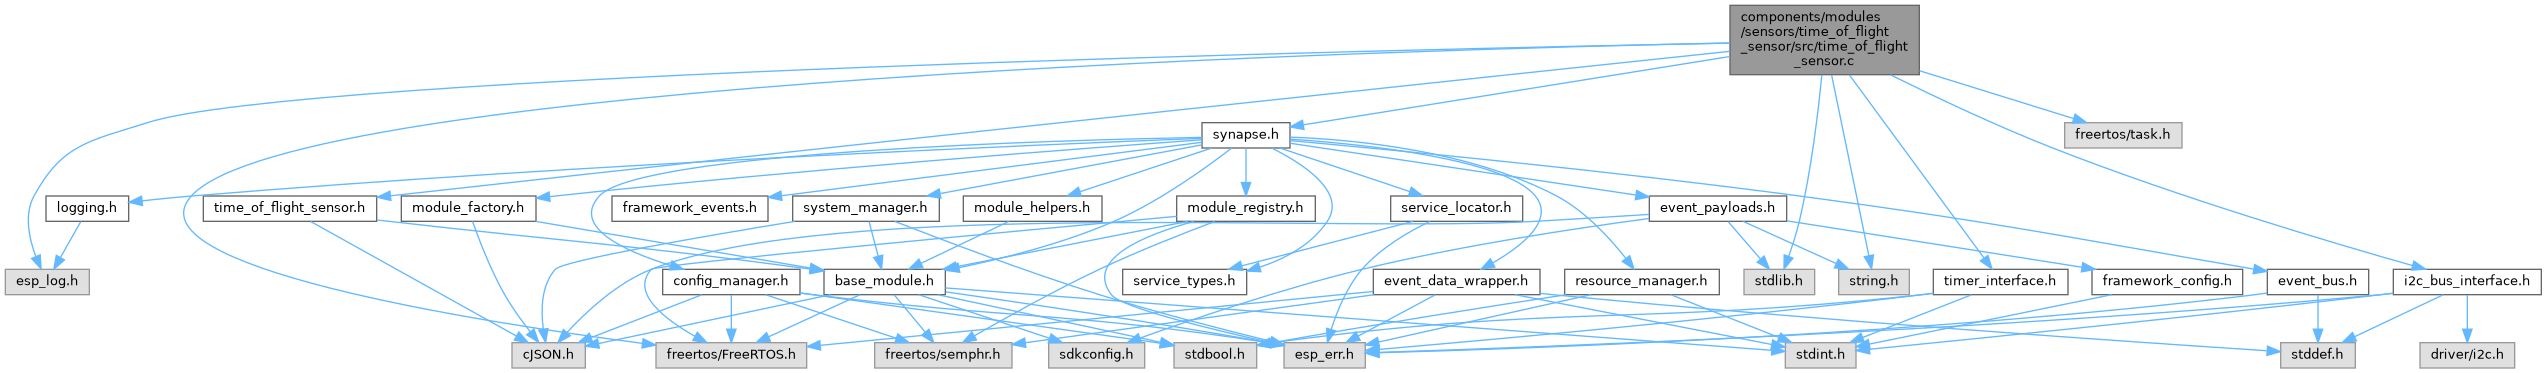 components/modules
/sensors/time_of_flight
_sensor/src/time_of_flight
_sensor.c
synapse.h
freertos/task.h
logging.h
time_of_flight_sensor.h
module_factory.h
framework_events.h
system_manager.h
module_helpers.h
module_registry.h
service_locator.h
event_payloads.h
esp_log.h
config_manager.h
base_module.h
service_types.h
event_data_wrapper.h
resource_manager.h
stdlib.h
string.h
timer_interface.h
framework_config.h
event_bus.h
i2c_bus_interface.h
cJSON.h
freertos/FreeRTOS.h
freertos/semphr.h
sdkconfig.h
stdbool.h
esp_err.h
stdint.h
stddef.h
driver/i2c.h